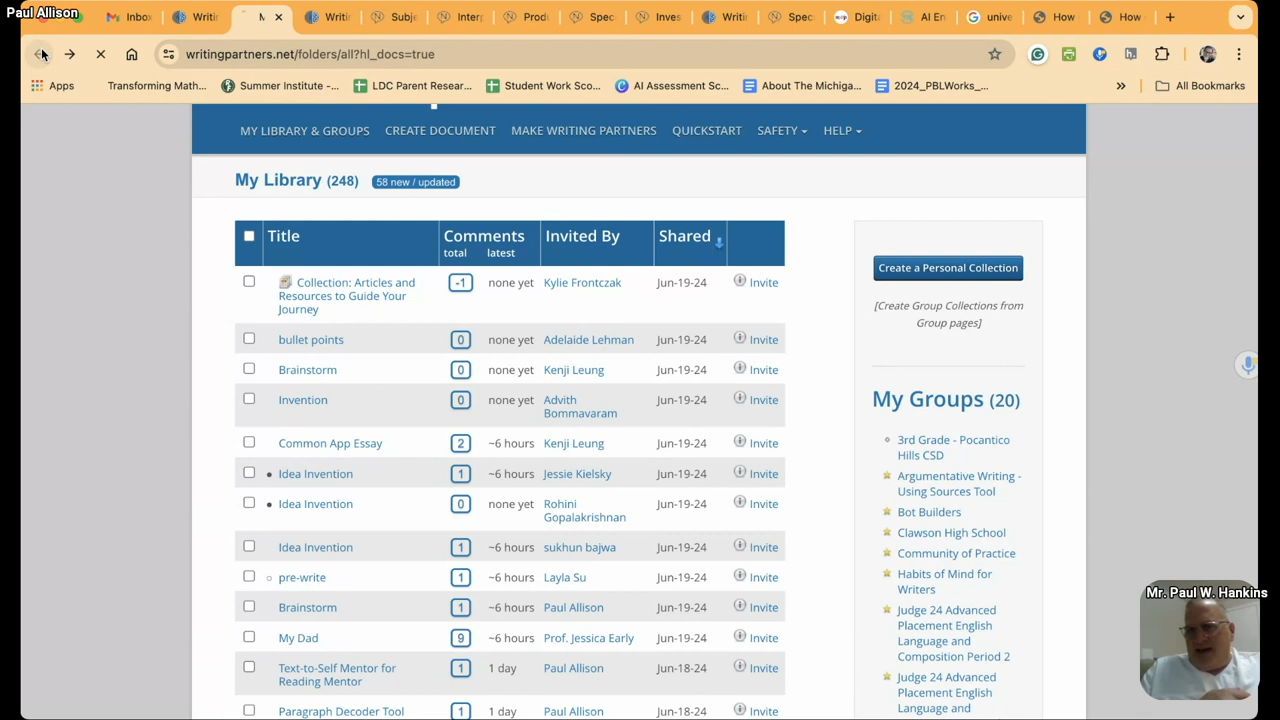 Paul Allison
Inbox
Writin
M
Writin
Subje
Interp
Produ
Spec
Inves
Writin
Spec
Digita
AI En
unive
How
How
writingpartners.net/folders/all?hl_docs=true
Apps
Transforming Math...
Summer Institute -...
LDC Parent Resear...
Student Work Sco...
AI Assessment Sc...
About The Michiga...
2024_PBLWorks_...
»
All Bookmarks
MY LIBRARY & GROUPS CREATE DOCUMENT MAKE WRITING PARTNERS QUICKSTART SAFETY HELP
My Library (248) 58 new / updated
Title Comments Invited By Shared
total latest
Collection: Articles and -1 none yet Kylie Frontczak Jun-19-24 Invite
Resources to Guide Your
Journey
bullet points 0 none yet Adelaide Lehman Jun-19-24 Invite
Brainstorm 0 none yet Kenji Leung Jun-19-24 Invite
Invention 0 none yet Advith Jun-19-24 Invite
Bommavaram
Common App Essay 2 ~6 hours Kenji Leung Jun-19-24 Invite
Idea Invention 1 ~6 hours Jessie Kielsky Jun-19-24 Invite
Idea Invention 0 none yet Rohini Jun-19-24 Invite
Gopalakrishnan
Idea Invention 1 ~6 hours sukhun bajwa Jun-19-24 Invite
pre-write 1 ~6 hours Layla Su Jun-19-24 Invite
Brainstorm 1 ~6 hours Paul Allison Jun-19-24 Invite
My Dad 9 ~6 hours Prof. Jessica Early Jun-19-24 Invite
Text-to-Self Mentor for 1 1 day Paul Allison Jun-18-24 Invite
Reading Mentor
Paragraph Decoder Tool 1 1 day Paul Allison Jun-18-24 Invite
Create a Personal Collection
[Create Group Collections from
Group pages]
My Groups (20)
3rd Grade - Pocantico
Hills CSD
Argumentative Writing -
Using Sources Tool
Bot Builders
Clawson High School
Community of Practice
Habits of Mind for
Writers
Judge 24 Advanced
Placement English
Language and
Composition Period 2
Judge 24 Advanced
Placement English
Language and
Mr. Paul W. Hankins